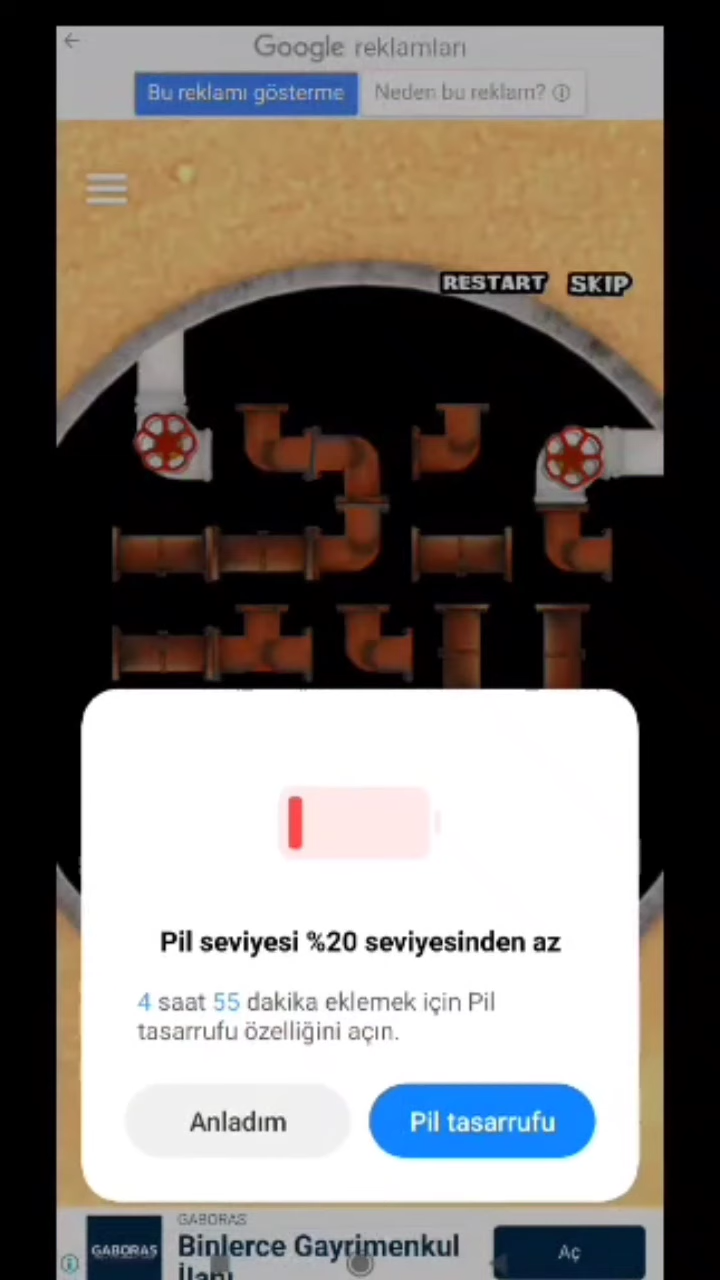 Google reklamları
Bu reklamı gösterme
Neden bu reklam?
RESTART
SKIP
Pil seviyesi %20 seviyesinden az
4 saat 55 dakika eklemek için Pil
tasarrufu özelliğini açın.
Anladım
Pil tasarrufu
GABORAS
GABORAS
Binlerce Gayrimenkul
İlanı
Aç